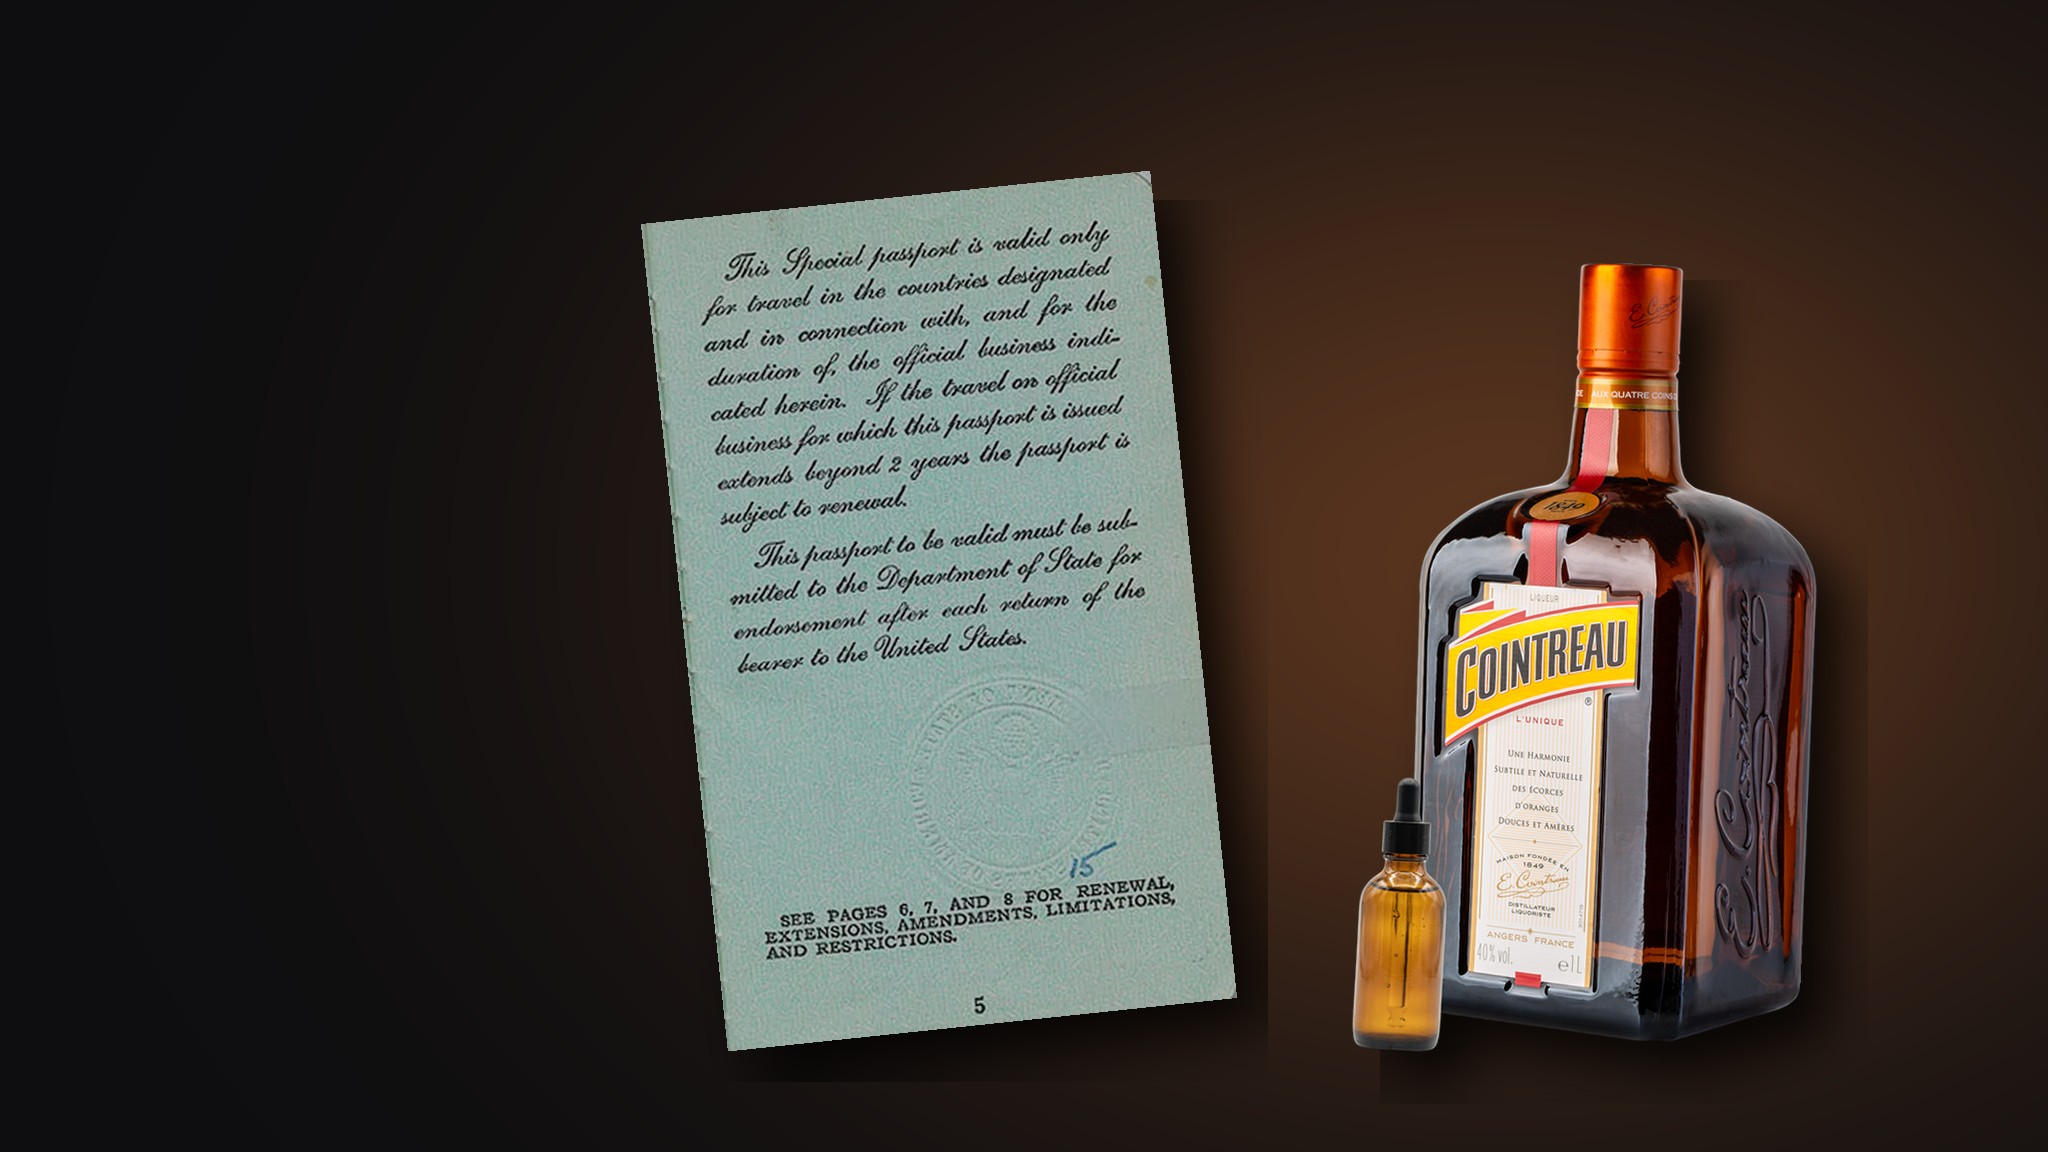 This Special passport is valid only
for travel in the countries designated
and in connection with, and for the
duration of, the official business indi-
cated herein. If the travel on official
business for which this passport is issued
extends beyond 2 years the passport is
subject to renewal.
This passport to be valid must be sub-
mitted to the Department of State for
endorsement after each return of the
bearer to the United States.
15
SEE PAGES 6, 7, AND 8 FOR RENEWAL,
EXTENSIONS, AMENDMENTS, LIMITATIONS,
AND RESTRICTIONS.
5
AUX QUATRE COINS
1849
LIQUEUR
COINTREAU
®
L'UNIQUE
UNE HARMONIE
SUBTILE ET NATURELLE
DES ÉCORCES
D'ORANGES
DOUCES ET AMÈRES
MAISON FONDÉE EN
1849
E. Cointreau
DISTILLATEUR
LIQUORISTE
ANGERS FRANCE
40% vol. e1L
E. Cointreau